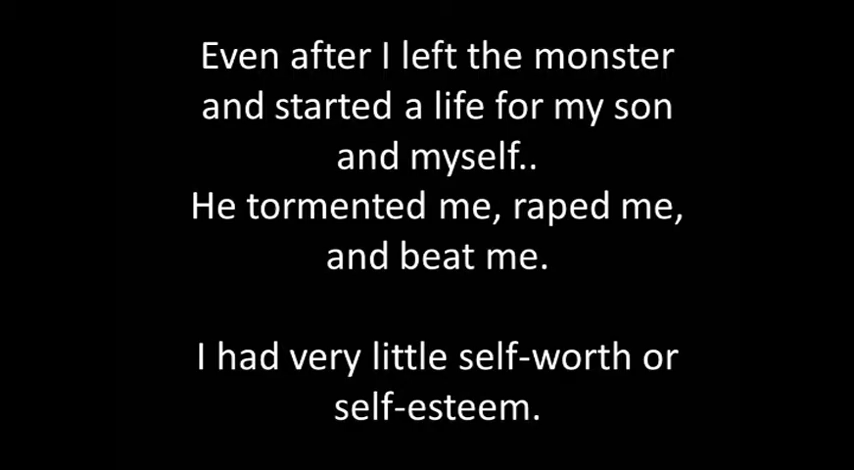 Even after I left the monster
and started a life for my son
and myself..
He tormented me, raped me,
and beat me.
I had very little self-worth or
self-esteem.